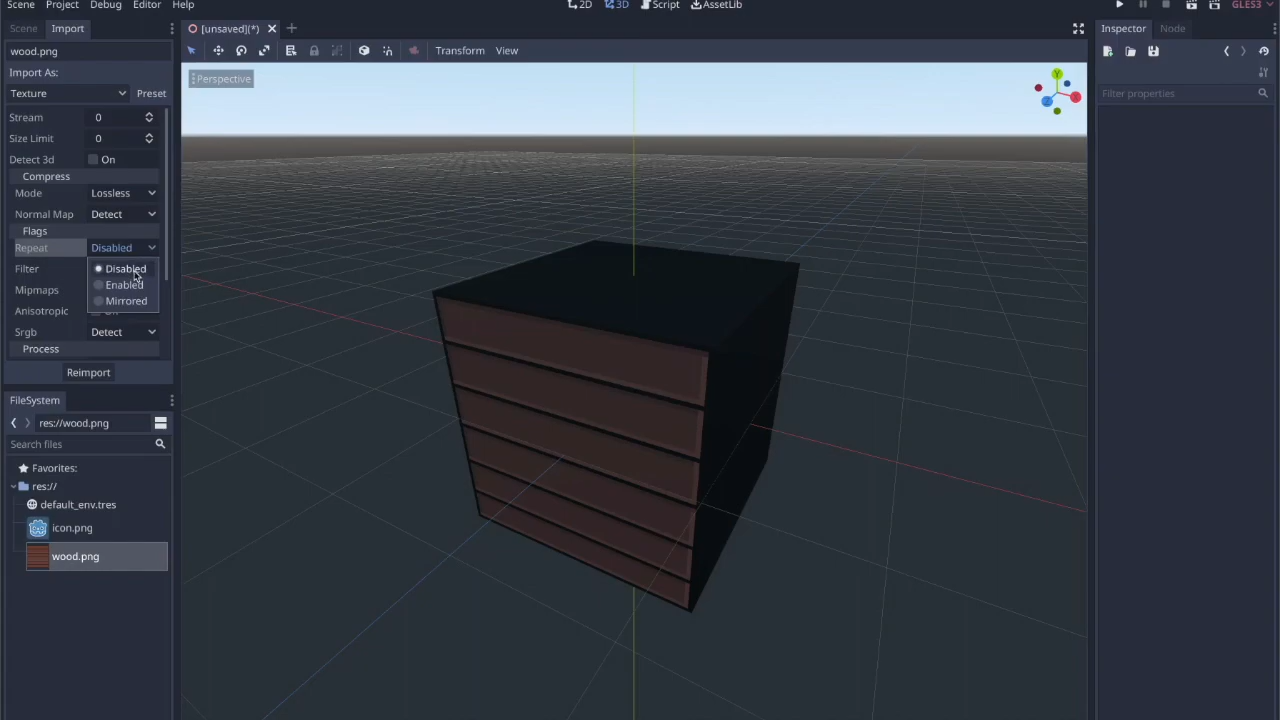 Scene Project Debug Editor Help 2D 3D Script AssetLib GLES3
Scene Import [unsaved](*) Inspector Node
wood.png Transform View
Import As:
Texture Preset Perspective Filter properties
Stream 0
Size Limit 0
Detect 3d On
Compress
Mode Lossless
Normal Map Detect
Flags
Repeat Disabled
Filter Disabled
Mipmaps Enabled
Mirrored
Anisotropic
Srgb Detect
Process
Reimport
FileSystem
res://wood.png
Search files
Favorites:
res://
default_env.tres
icon.png
wood.png
Y
X
Z